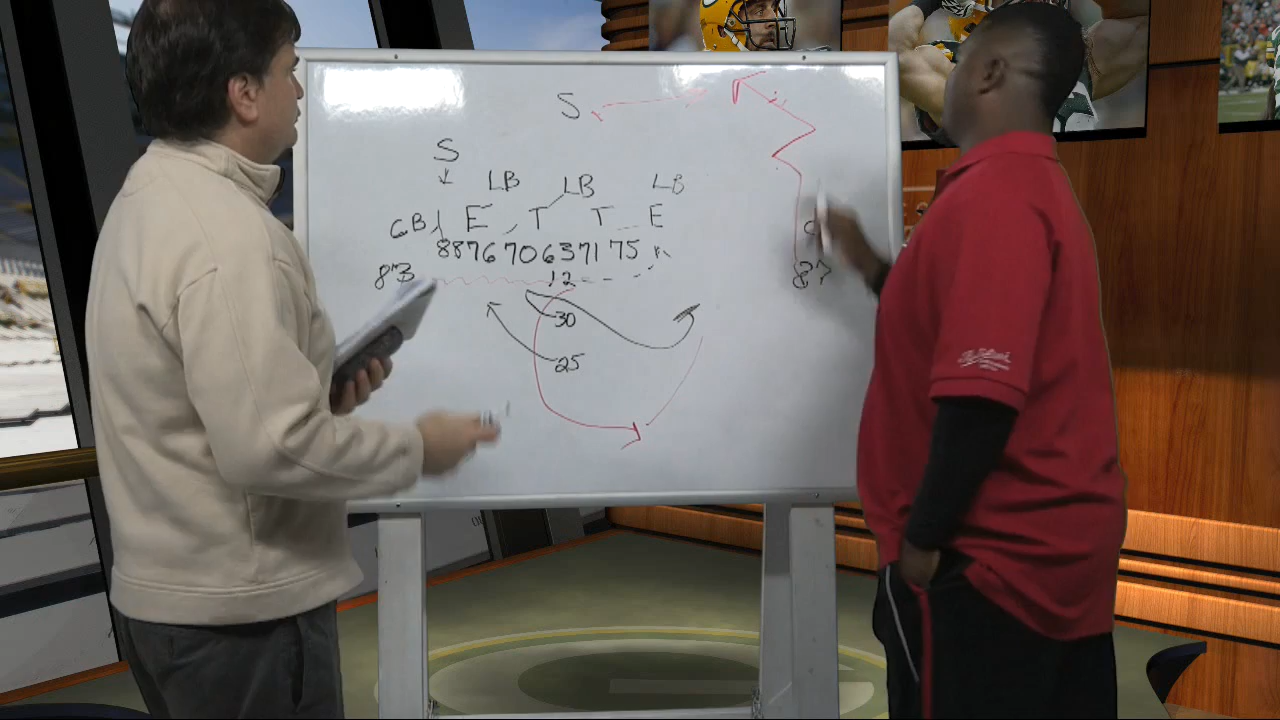 S
S
LB LB LB
CB E T T E
88 76 70 63 71 75
83 12 87
30
25